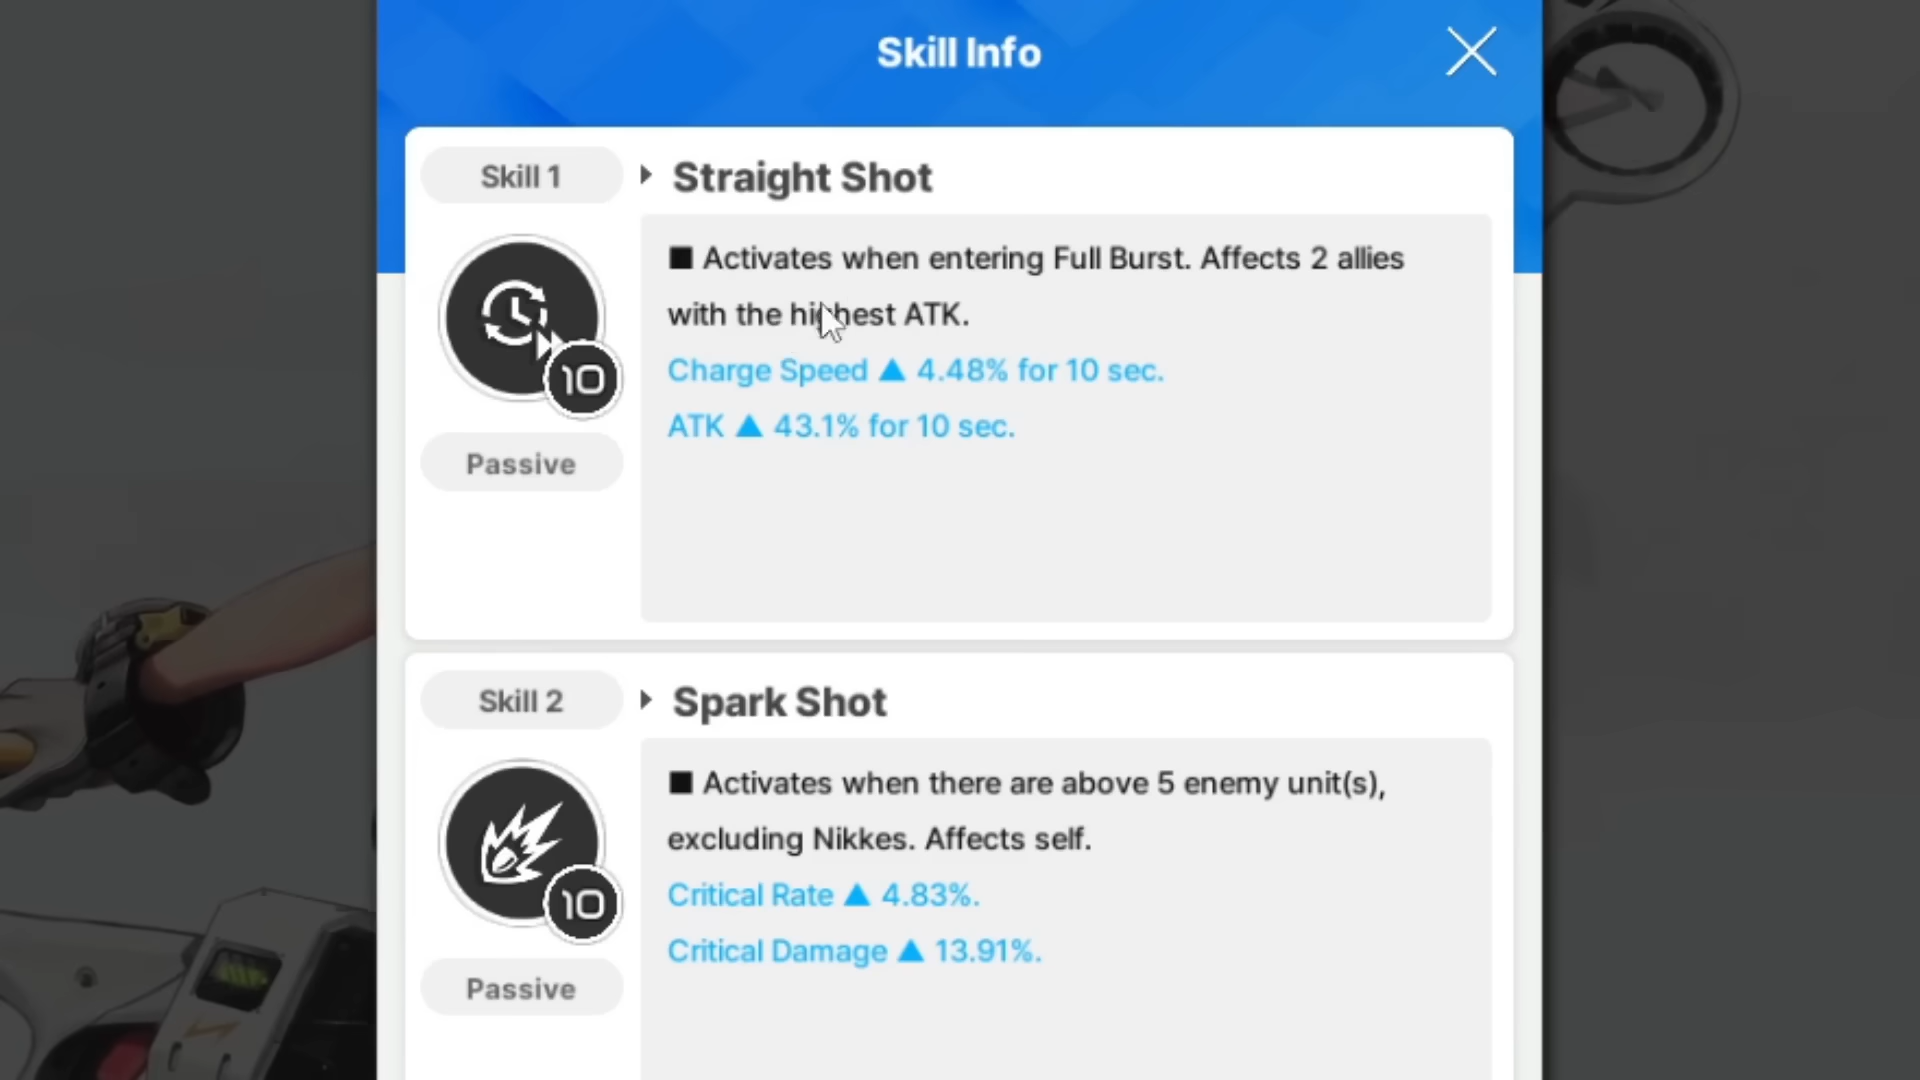 Skill Info
Skill 1
Straight Shot
■ Activates when entering Full Burst. Affects 2 allies
with the highest ATK.
Charge Speed ▲ 4.48% for 10 sec.
ATK ▲ 43.1% for 10 sec.
10
Passive
Skill 2
Spark Shot
■ Activates when there are above 5 enemy unit(s),
excluding Nikkes. Affects self.
Critical Rate ▲ 4.83%.
Critical Damage ▲ 13.91%.
10
Passive